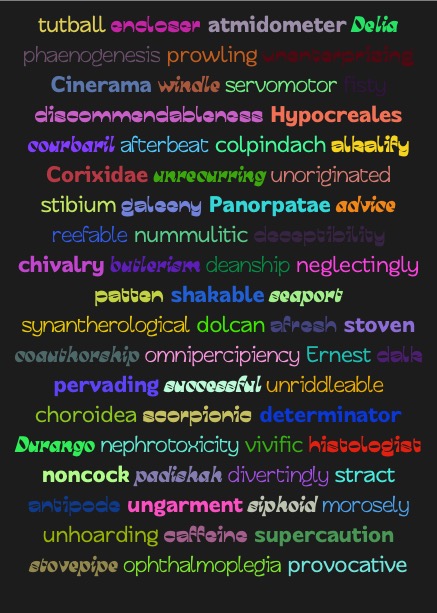 tutball encloser atmidometer Delia
phaenogenesis prowling unenterprising
Cinerama windle servomotor fisty
discommendableness Hypocreales
courbaril afterbeat colpindach alkalify
Corixidae unrecurring unoriginated
stibium galeeny Panorpatae advice
reefable nummulitic deceptibility
chivalry butlerism deanship neglectingly
patten shakable seaport
synantherological dolcan afresh stoven
coauthorship omnipercipiency Ernest dalk
pervading successful unriddleable
choroidea scorpionic determinator
Durango nephrotoxicity vivific histologist
noncock padishah divertingly stract
antipode ungarment siphoid morosely
unhoarding caffeine supercaution
stovepipe ophthalmoplegia provocative